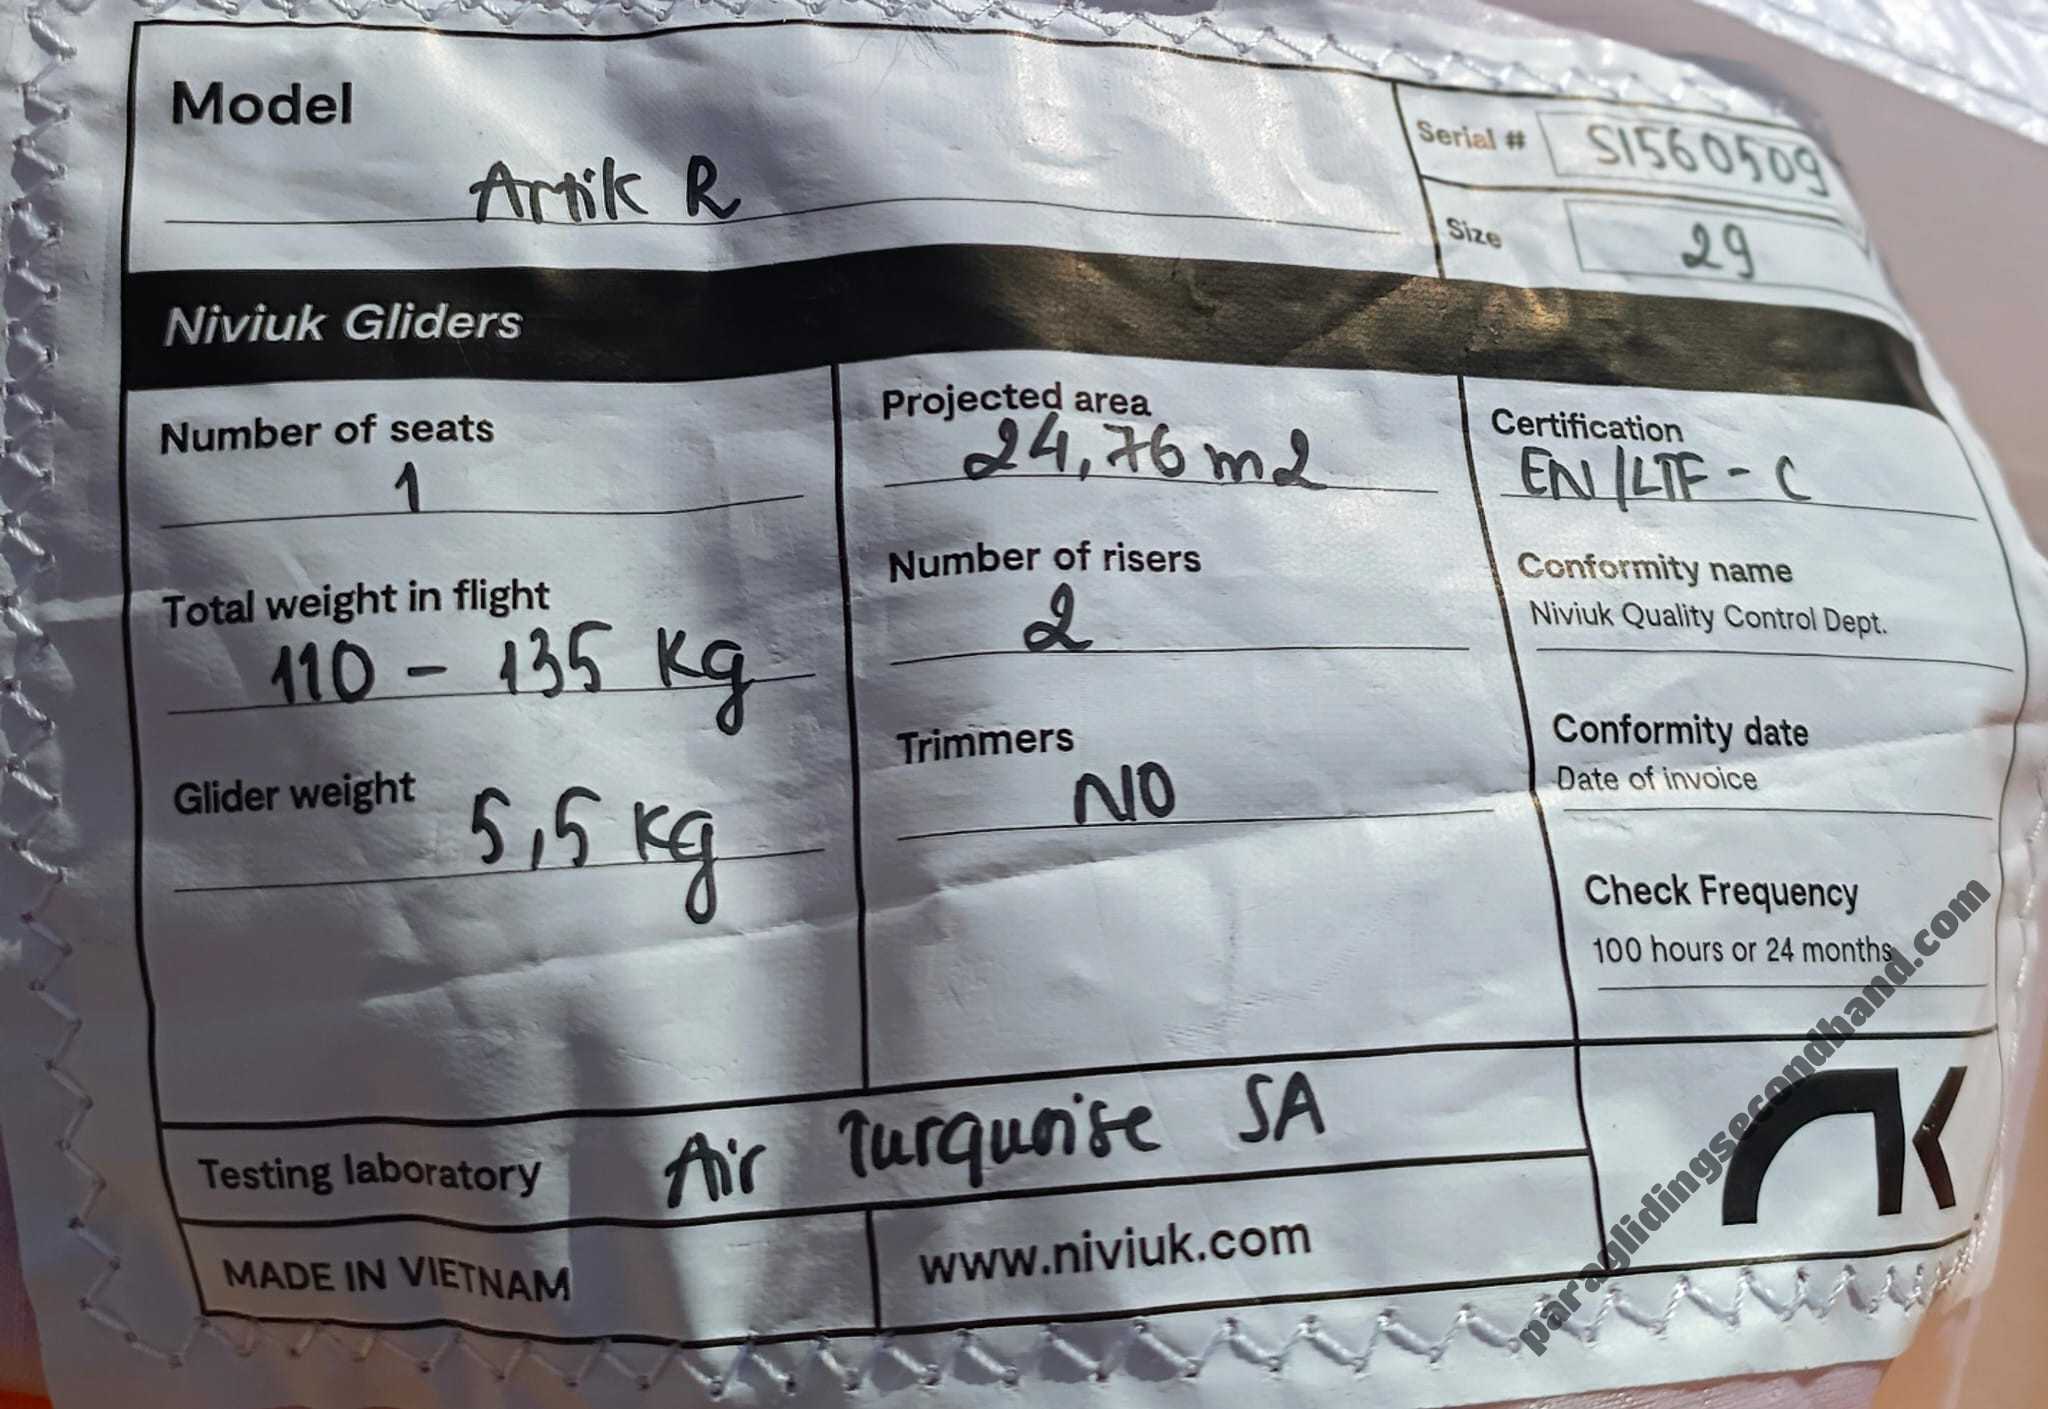 Model
Artik R
Serial # S1560509
Size 29
Niviuk Gliders
Number of seats
1
Total weight in flight
110 - 135 Kg
Glider weight 5,5 Kg
Projected area
24,76 m2
Number of risers
2
Trimmers
NO
Certification
EN/LTF - C
Conformity name
Niviuk Quality Control Dept.
Conformity date
Date of invoice
Check Frequency
100 hours or 24 months
Testing laboratory Air Turquoise SA
MADE IN VIETNAM
www.niviuk.com
paraglidingsecondhand.com